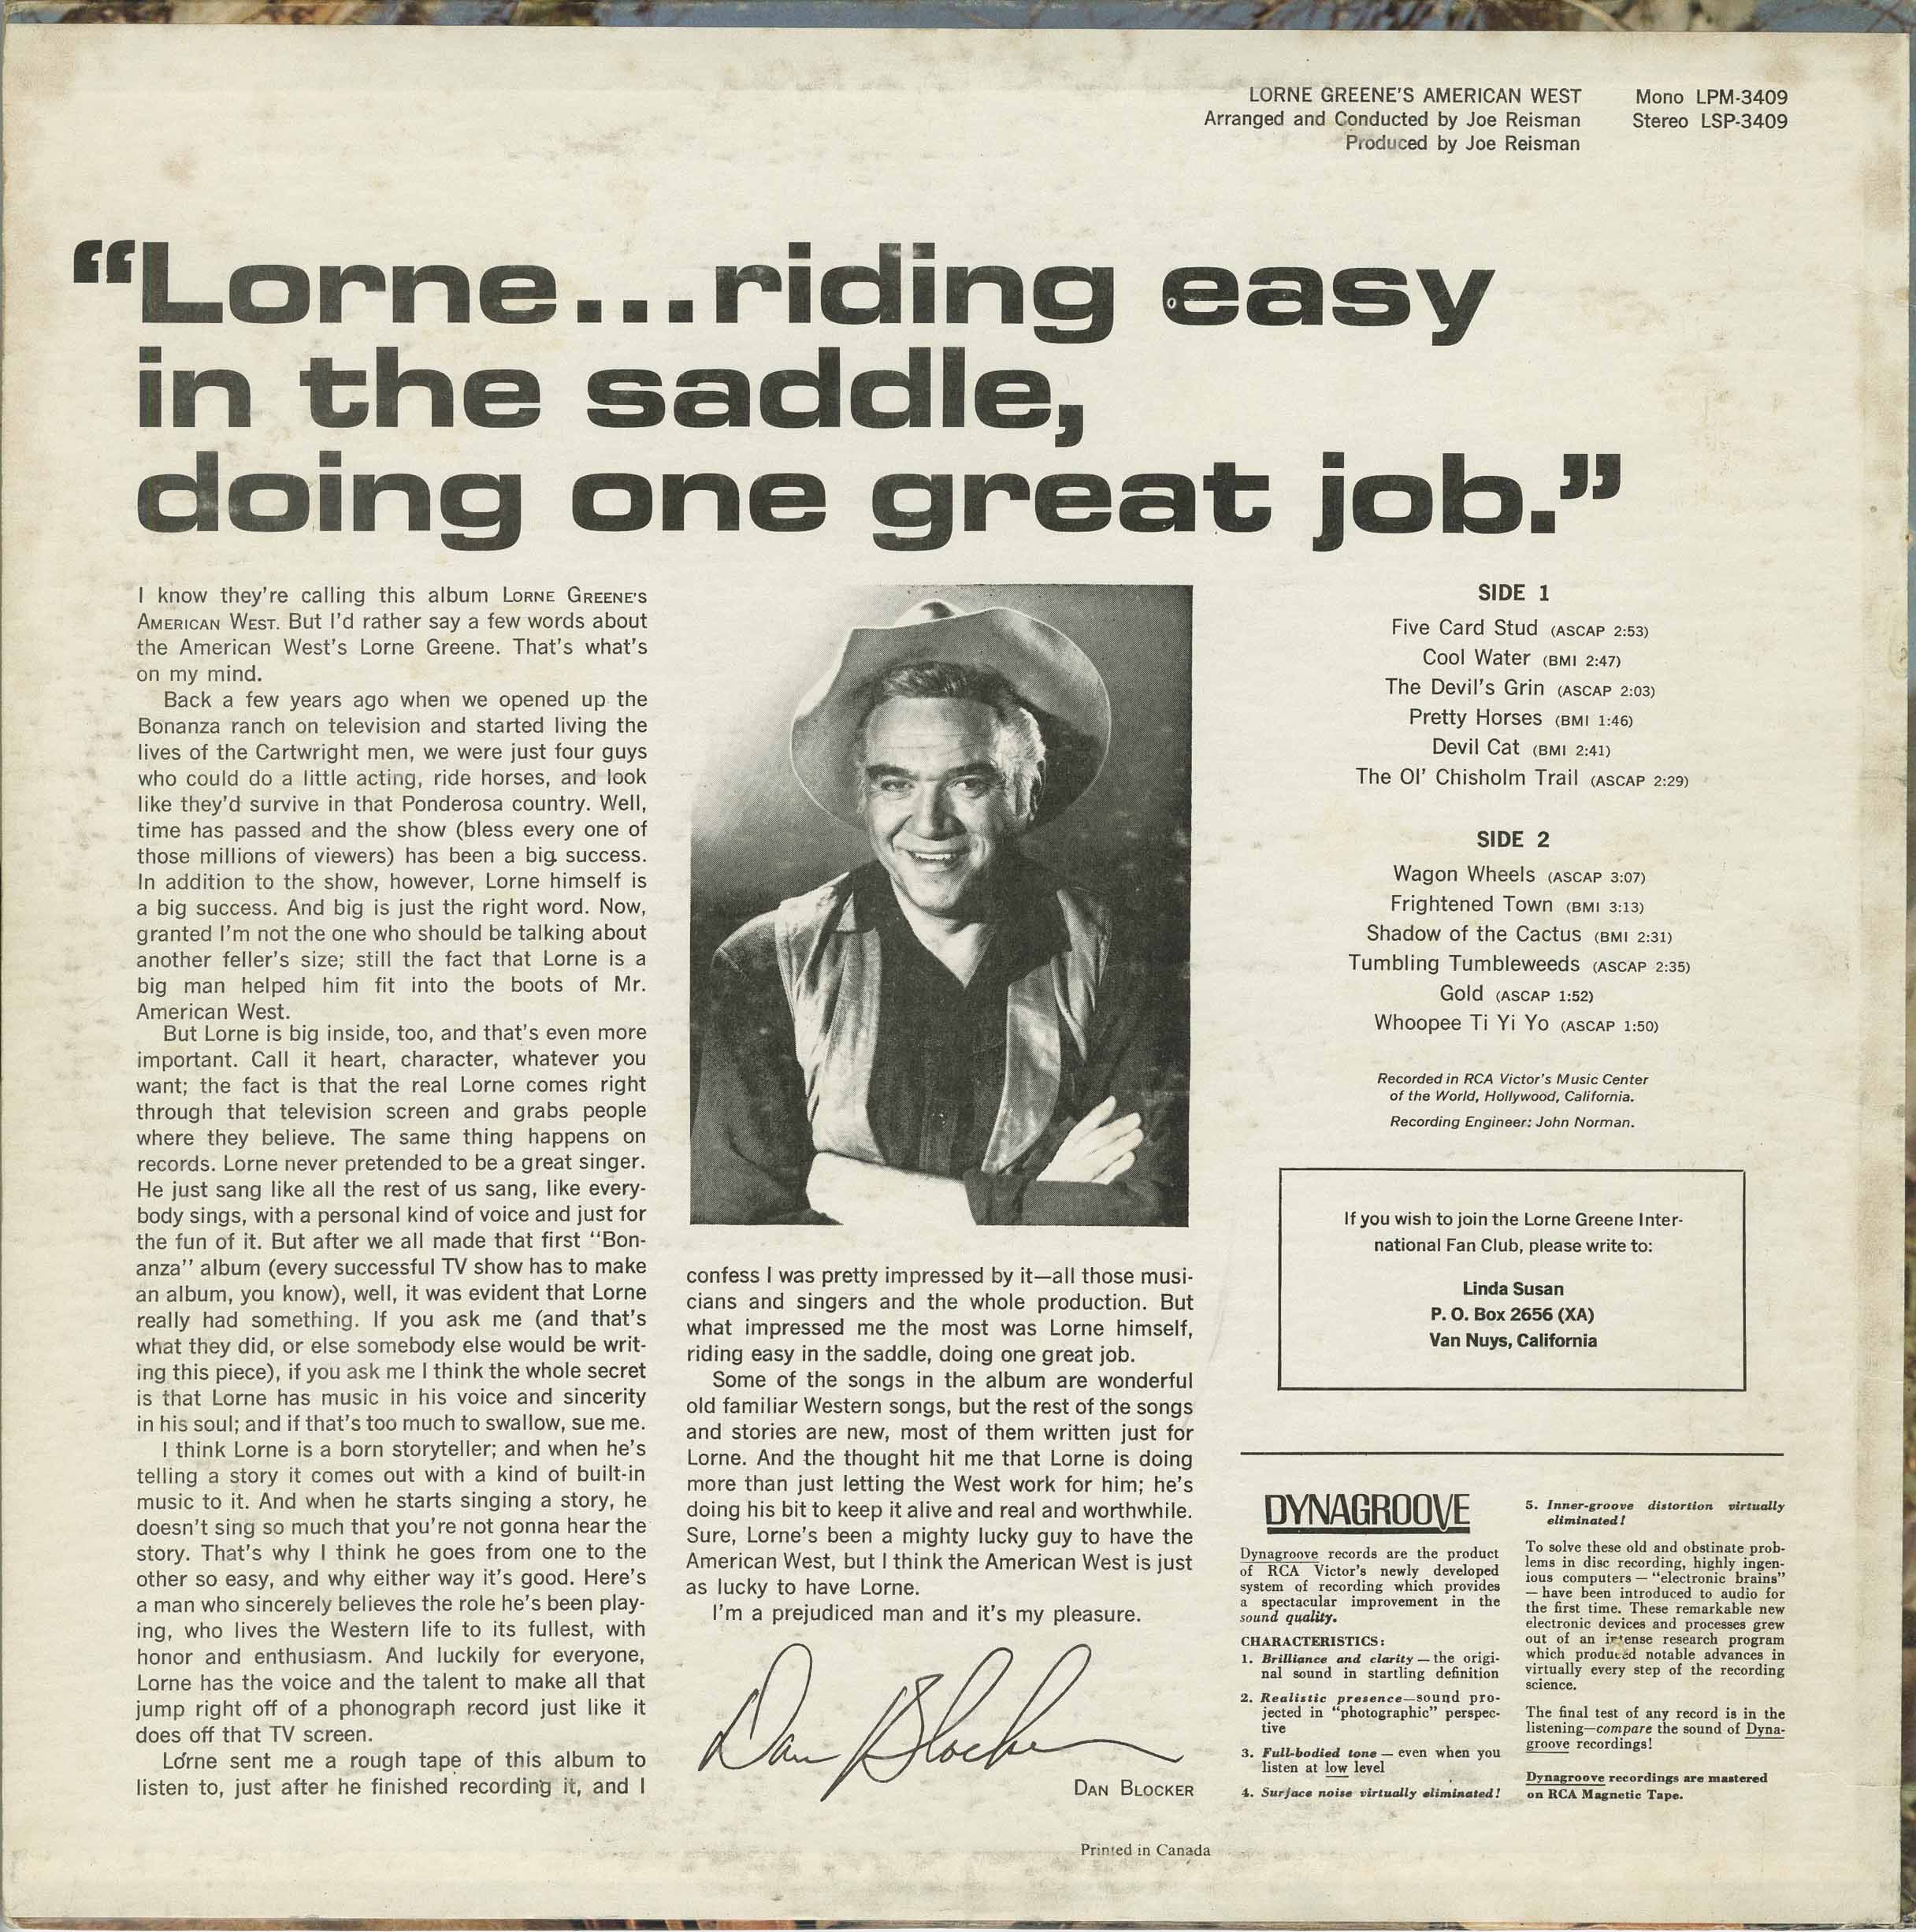 LORNE GREENE'S AMERICAN WEST
Arranged and Conducted by Joe Reisman
Produced by Joe Reisman
Mono LPM-3409
Stereo LSP-3409
“Lorne...riding easy
in the saddle,
doing one great job.”
I know they're calling this album LORNE GREENE'S
AMERICAN WEST. But I'd rather say a few words about
the American West's Lorne Greene. That's what's
on my mind.
Back a few years ago when we opened up the
Bonanza ranch on television and started living the
lives of the Cartwright men, we were just four guys
who could do a little acting, ride horses, and look
like they'd survive in that Ponderosa country. Well,
time has passed and the show (bless every one of
those millions of viewers) has been a big success.
In addition to the show, however, Lorne himself is
a big success. And big is just the right word. Now,
granted I'm not the one who should be talking about
another feller's size; still the fact that Lorne is a
big man helped him fit into the boots of Mr.
American West.
But Lorne is big inside, too, and that's even more
important. Call it heart, character, whatever you
want; the fact is that the real Lorne comes right
through that television screen and grabs people
where they believe. The same thing happens on
records. Lorne never pretended to be a great singer.
He just sang like all the rest of us sang, like every-
body sings, with a personal kind of voice and just for
the fun of it. But after we all made that first “Bon-
anza” album (every successful TV show has to make
an album, you know), well, it was evident that Lorne
really had something. If you ask me (and that's
what they did, or else somebody else would be writ-
ing this piece), if you ask me I think the whole secret
is that Lorne has music in his voice and sincerity
in his soul; and if that's too much to swallow, sue me.
I think Lorne is a born storyteller; and when he's
telling a story it comes out with a kind of built-in
music to it. And when he starts singing a story, he
doesn't sing so much that you're not gonna hear the
story. That's why I think he goes from one to the
other so easy, and why either way it's good. Here's
a man who sincerely believes the role he's been play-
ing, who lives the Western life to its fullest, with
honor and enthusiasm. And luckily for everyone,
Lorne has the voice and the talent to make all that
jump right off of a phonograph record just like it
does off that TV screen.
Lorne sent me a rough tape of this album to
listen to, just after he finished recording it, and I
confess I was pretty impressed by it—all those musi-
cians and singers and the whole production. But
what impressed me the most was Lorne himself,
riding easy in the saddle, doing one great job.
Some of the songs in the album are wonderful
old familiar Western songs, but the rest of the songs
and stories are new, most of them written just for
Lorne. And the thought hit me that Lorne is doing
more than just letting the West work for him; he's
doing his bit to keep it alive and real and worthwhile.
Sure, Lorne's been a mighty lucky guy to have the
American West, but I think the American West is just
as lucky to have Lorne.
I'm a prejudiced man and it's my pleasure.
Dan Blocker
DAN BLOCKER
SIDE 1
Five Card Stud (ASCAP 2:53)
Cool Water (BMI 2:47)
The Devil's Grin (ASCAP 2:03)
Pretty Horses (BMI 1:46)
Devil Cat (BMI 2:41)
The Ol' Chisholm Trail (ASCAP 2:29)
SIDE 2
Wagon Wheels (ASCAP 3:07)
Frightened Town (BMI 3:13)
Shadow of the Cactus (BMI 2:31)
Tumbling Tumbleweeds (ASCAP 2:35)
Gold (ASCAP 1:52)
Whoopee Ti Yi Yo (ASCAP 1:50)
Recorded in RCA Victor's Music Center
of the World, Hollywood, California.
Recording Engineer: John Norman.
If you wish to join the Lorne Greene Inter-
national Fan Club, please write to:
Linda Susan
P. O. Box 2656 (XA)
Van Nuys, California
DYNAGROOVE
Dynagroove records are the product
of RCA Victor's newly developed
system of recording which provides
a spectacular improvement in the
sound quality.
CHARACTERISTICS:
1. Brilliance and clarity — the origi-
nal sound in startling definition
2. Realistic presence—sound pro-
jected in “photographic” perspec-
tive
3. Full-bodied tone — even when you
listen at low level
4. Surface noise virtually eliminated!
5. Inner-groove distortion virtually
eliminated!
To solve these old and obstinate prob-
lems in disc recording, highly ingen-
ious computers — “electronic brains”
— have been introduced to audio for
the first time. These remarkable new
electronic devices and processes grew
out of an intense research program
which produced notable advances in
virtually every step of the recording
science.
The final test of any record is in the
listening—compare the sound of Dyna-
groove recordings!
Dynagroove recordings are mastered
on RCA Magnetic Tape.
Printed in Canada